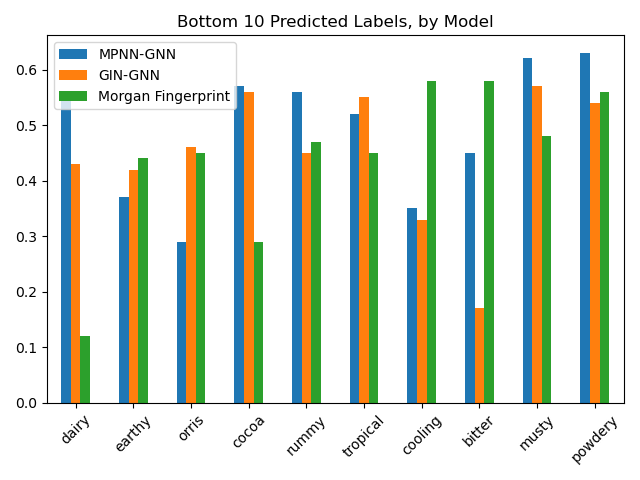 Bottom 10 Predicted Labels, by Model
MPNN-GNN
GIN-GNN
Morgan Fingerprint
0.6
0.5
0.4
0.3
0.2
0.1
0.0
dairy
earthy
orris
cocoa
rummy
tropical
cooling
bitter
musty
powdery